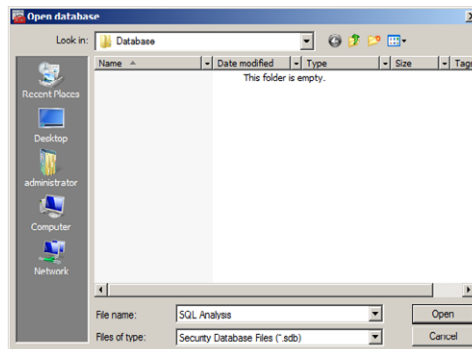 Open database
Look in: Database
Name Date modified Type Size Tags
This folder is empty.
Recent Places
Desktop
administrator
Computer
Network
File name: SQL Analysis Open
Files of type: Security Database Files (*.sdb) Cancel